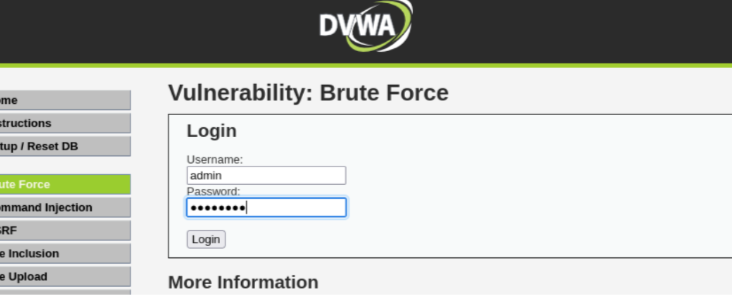 DVWA
Vulnerability: Brute Force
ome
structions
tup / Reset DB
ute Force
ommand Injection
SRF
e Inclusion
e Upload
Login
Username:
admin
Password:
••••••••
Login
More Information